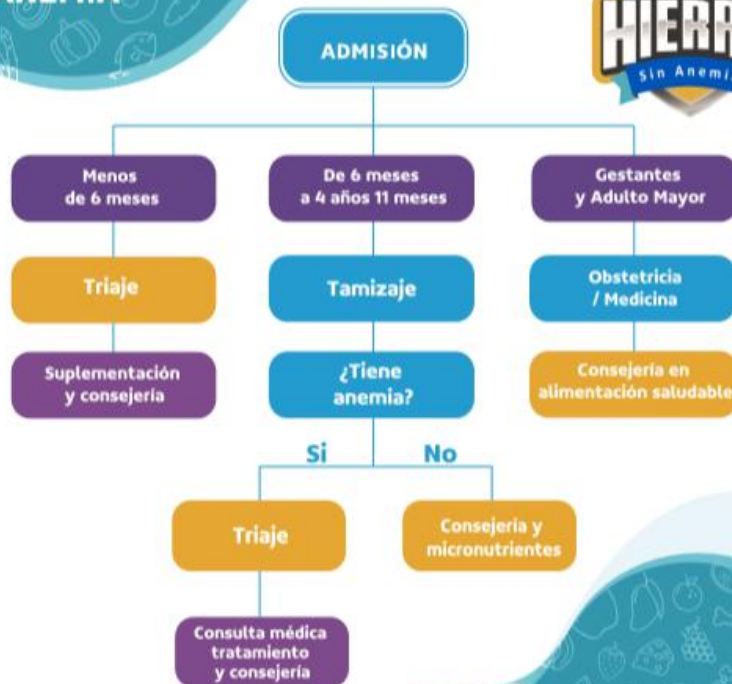 ADMISIÓN
Sin Anemi
Menos
de 6 meses
De 6 meses
a 4 años 11 meses
Gestantes
y Adulto Mayor
Triaje
Tamizaje
Obstetricia
/ Medicina
Suplementación
y consejería
¿Tiene
anemia?
Consejería en
alimentación saludable
Si
No
Triaje
Consejería y
micronutrientes
Consulta médica
tratamiento
y consejería